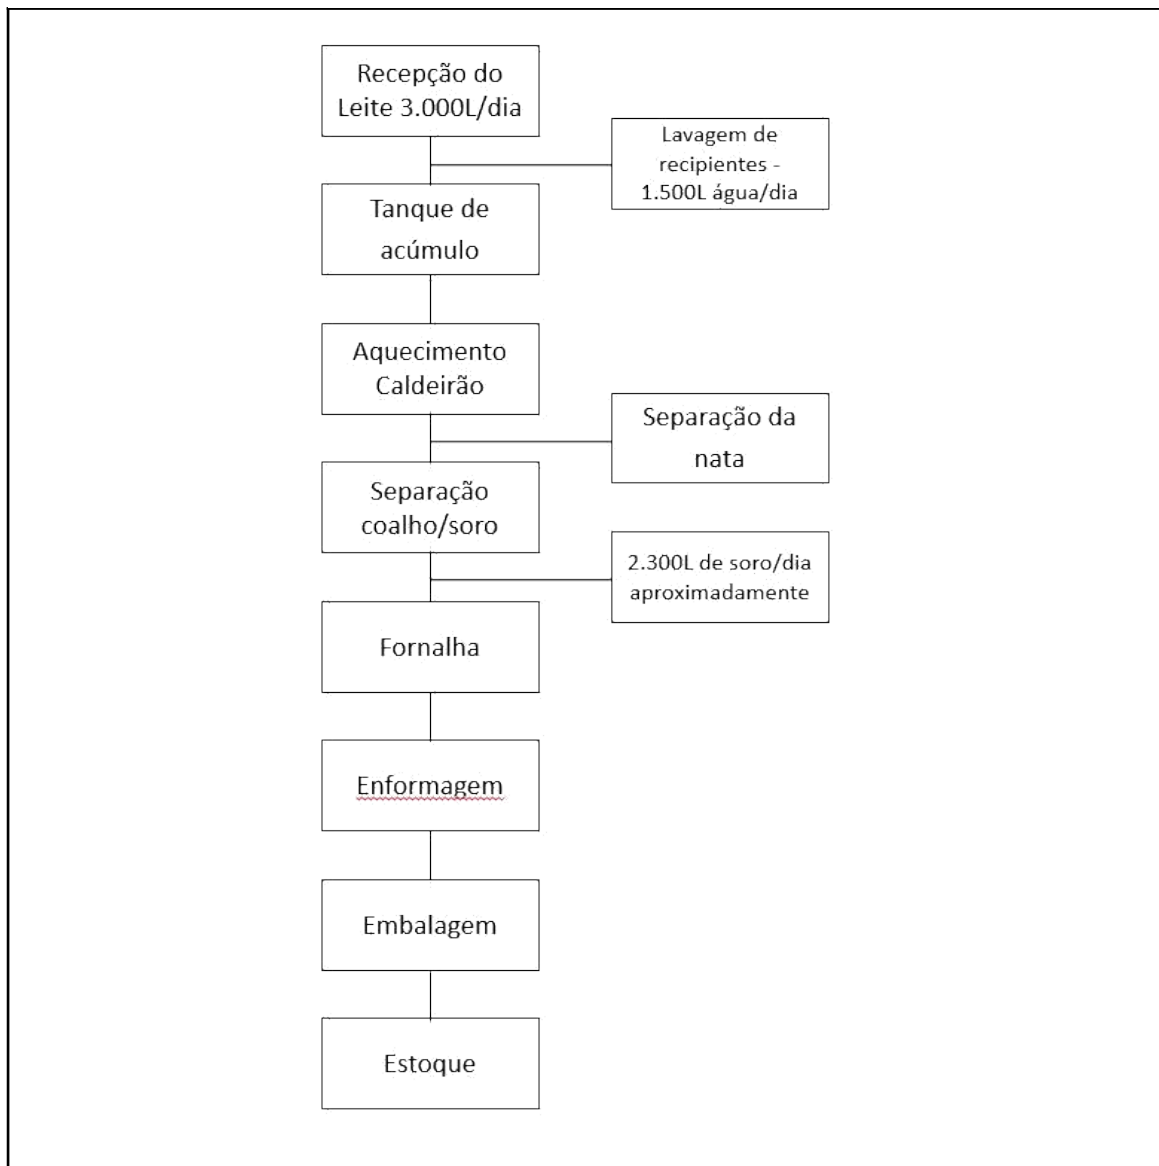 Recepção do
Leite 3.000L/dia
Lavagem de
recipientes -
1.500L água/dia
Tanque de
acúmulo
Aquecimento
Caldeirão
Separação da
nata
Separação
coalho/soro
2.300L de soro/dia
aproximadamente
Fornalha
Enformagem
Embalagem
Estoque